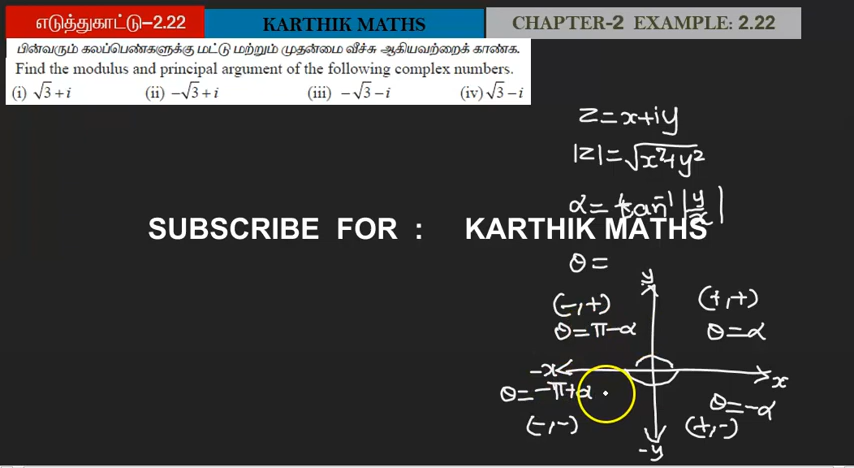 எடுத்துகாட்டு-2.22
KARTHIK MATHS
CHAPTER-2 EXAMPLE: 2.22
பின்வரும் கலப்பெண்களுக்கு மட்டு மற்றும் முதன்மை வீச்சு ஆகியவற்றைக் காண்க.
Find the modulus and principal argument of the following complex numbers.
(i) √3 + i (ii) −√3 + i (iii) −√3 − i (iv) √3 − i
z = x+iy
|z| = √x²+y²
α = tan⁻¹ |y/x|
SUBSCRIBE FOR : KARTHIK MATHS
θ =
y
(-,+) (+,+)
θ = π-α θ = α
-x x
θ = -π+α θ = -α
(-,-) (+,-)
-y